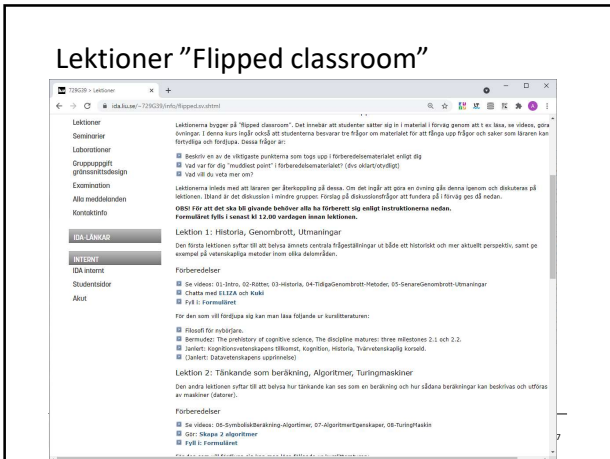 Lektioner ”Flipped classroom”
729G39 > Lektioner
ida.liu.se/~729G39/info/flipped.sv.shtml
Lektioner
Seminarier
Laborationer
Gruppuppgift
gränssnittsdesign
Examination
Alla meddelanden
Kontaktinfo
IDA-LÄNKAR
INTERNT
IDA internt
Studentsidor
Akut
Lektionerna bygger på "flipped classroom". Det innebär att studenter sätter sig in i material i förväg genom att t ex läsa, se videos, göra
övningar. I denna kurs ingår också att studenterna besvarar tre frågor om materialet för att fånga upp frågor och saker som läraren kan
förtydliga och fördjupa. Dessa frågor är:
Beskriv en av de viktigaste punkterna som togs upp i förberedelsematerialet enligt dig
Vad var för dig "muddiest point" i förberedelsematerialet? (dvs oklart/otydligt)
Vad vill du veta mer om?
Lektionerna inleds med att läraren ger återkoppling på dessa. Om det ingår att göra en övning gås denna igenom och diskuteras på
lektionen. Ibland är det diskussion i mindre grupper. Förslag på diskussionsfrågor att fundera på i förväg ges då nedan.
OBS! För att det ska bli givande behöver alla ha förberett sig enligt instruktionerna nedan.
Formuläret fylls i senast kl 12.00 vardagen innan lektionen.
Lektion 1: Historia, Genombrott, Utmaningar
Den första lektionen syftar till att belysa ämnets centrala frågeställningar ut både ett historiskt och mer aktuellt perspektiv, samt ge
exempel på vetenskapliga metoder inom olika delområden.
Förberedelser
Se videos: 01-Intro, 02-Rötter, 03-Historia, 04-TidigaGenombrott-Metoder, 05-SenareGenombrott-Utmaningar
Chatta med ELIZA och Kuki
Fyll i: Formuläret
För den som vill fördjupa sig kan man läsa följande ur kurslitteraturen:
Filosofi för nybörjare.
Bermudez: The prehistory of cognitive science, The discipline matures: three milestones 2.1 och 2.2.
Janlert: Kognitionsvetenskapens tillkomst, Kognition, Historia, Tvärvetenskaplig korseld.
(Janlert: Datavetenskapens upprinnelse)
Lektion 2: Tänkande som beräkning, Algoritmer, Turingmaskiner
Den andra lektionen syftar till att belysa hur tänkande kan ses som en beräkning och hur sådana beräkningar kan beskrivas och utföras
av maskiner (datorer).
Förberedelser
Se videos: 06-SymboliskBeräkning-Algortimer, 07-AlgoritmerEgenskaper, 08-TuringMaskin
Gör: Skapa 2 algoritmer
Fyll i: Formuläret
7